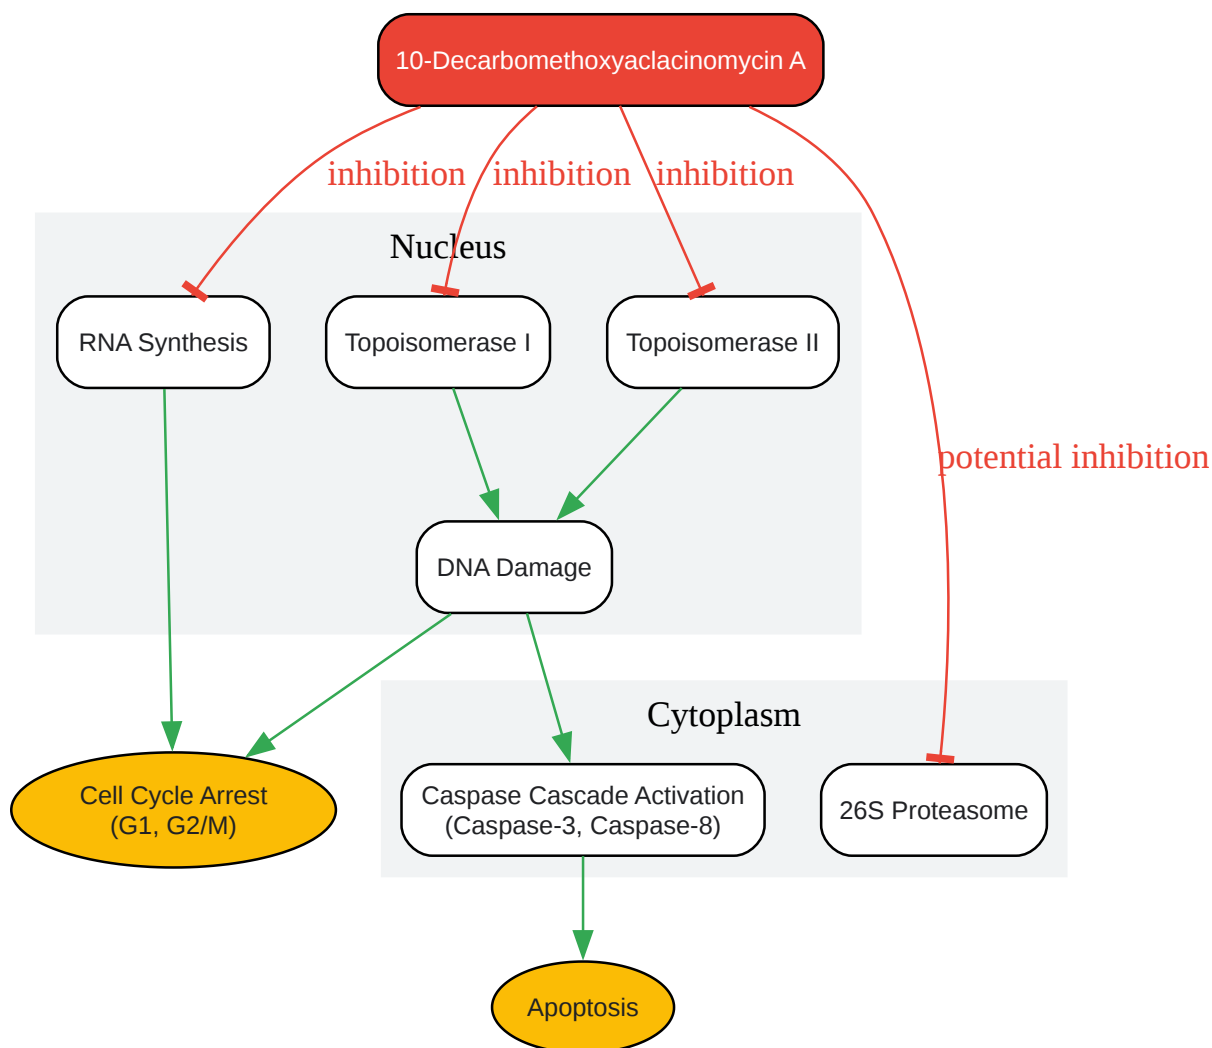 10-Decarbomethoxyaclacinomycin A
inhibition
inhibition
inhibition
Nucleus
RNA Synthesis
Topoisomerase I
Topoisomerase II
potential inhibition
DNA Damage
Cytoplasm
Cell Cycle Arrest
(G1, G2/M)
Caspase Cascade Activation
(Caspase-3, Caspase-8)
26S Proteasome
Apoptosis